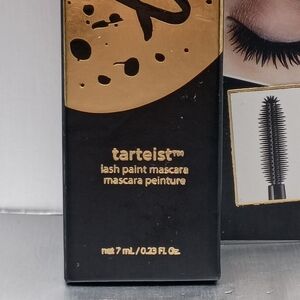 tarteist™
lash paint mascara
mascara peinture
net 7 mL / 0.23 Fl. Oz.